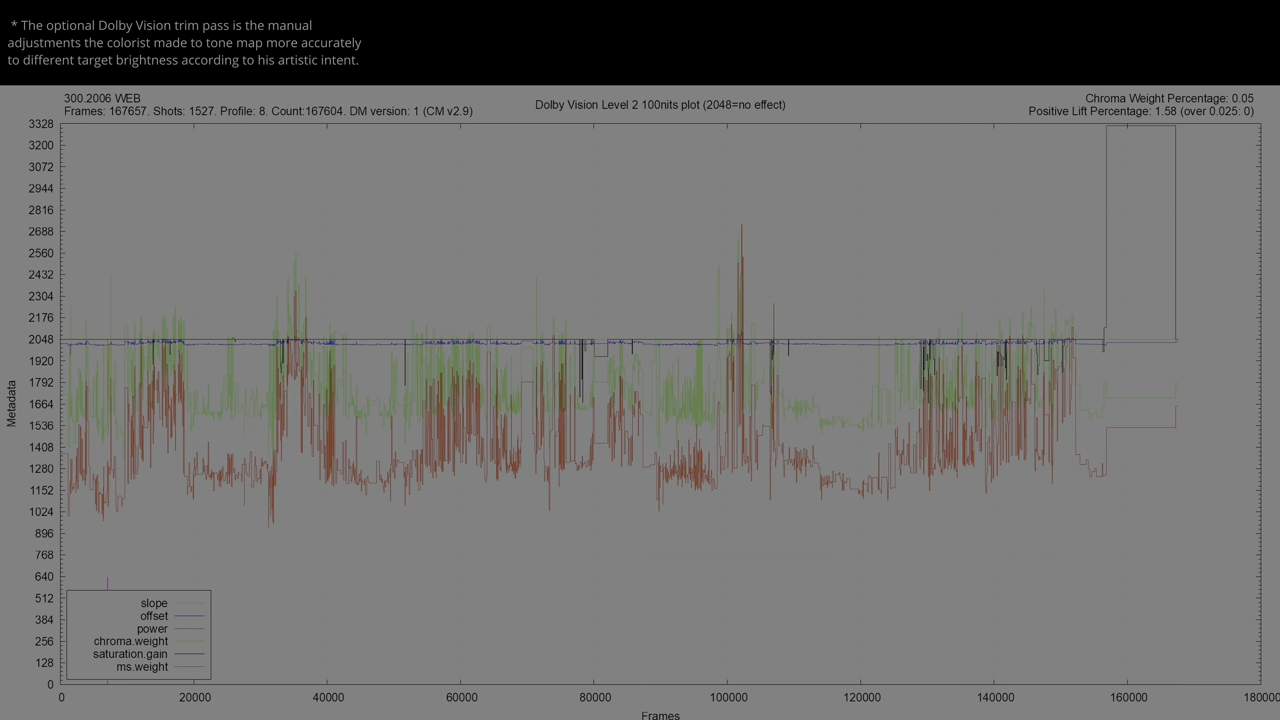 * The optional Dolby Vision trim pass is the manual
adjustments the colorist made to tone map more accurately
to different target brightness according to his artistic intent.
300.2006 WEB
Frames: 167657. Shots: 1527. Profile: 8. Count:167604. DM version: 1 (CM v2.9)
Dolby Vision Level 2 100nits plot (2048=no effect)
Chroma Weight Percentage: 0.05
Positive Lift Percentage: 1.58 (over 0.025: 0)
3328
3200
3072
2944
2816
2688
2560
2432
2304
2176
2048
1920
1792
1664
1536
1408
1280
1152
1024
896
768
640
512
384
256
128
0
Metadata
slope
offset
power
chroma.weight
saturation.gain
ms.weight
0 20000 40000 60000 80000 100000 120000 140000 160000 180000
Frames